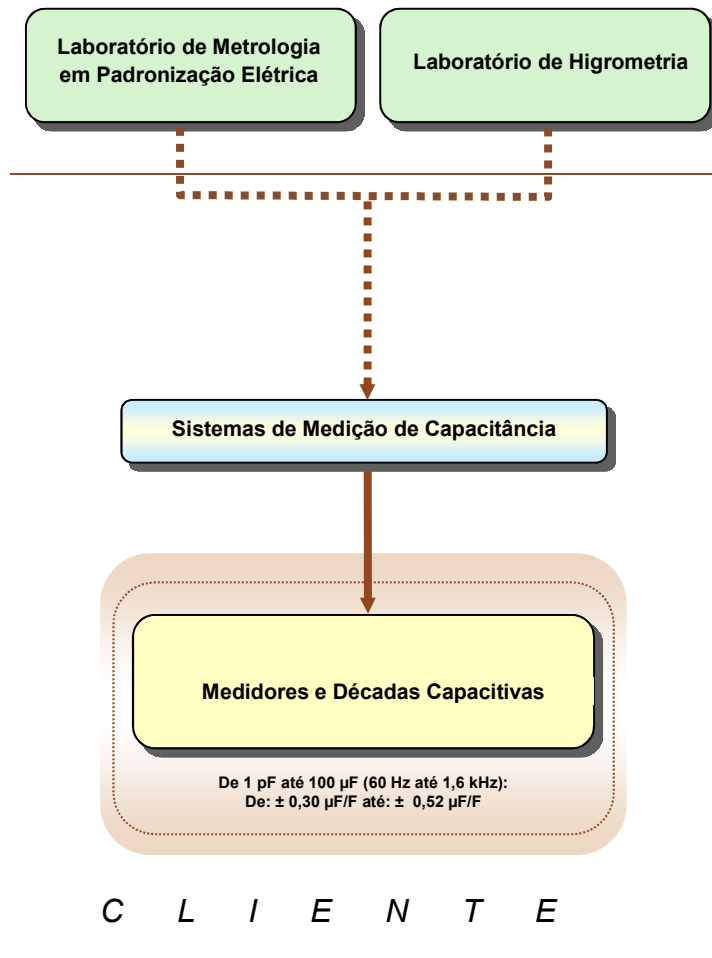 Laboratório de Metrologia
em Padronização Elétrica
Laboratório de Higrometria
Sistemas de Medição de Capacitância
Medidores e Décadas Capacitivas
De 1 pF até 100 µF (60 Hz até 1,6 kHz):
De: ± 0,30 µF/F até: ± 0,52 µF/F
C L I E N T E